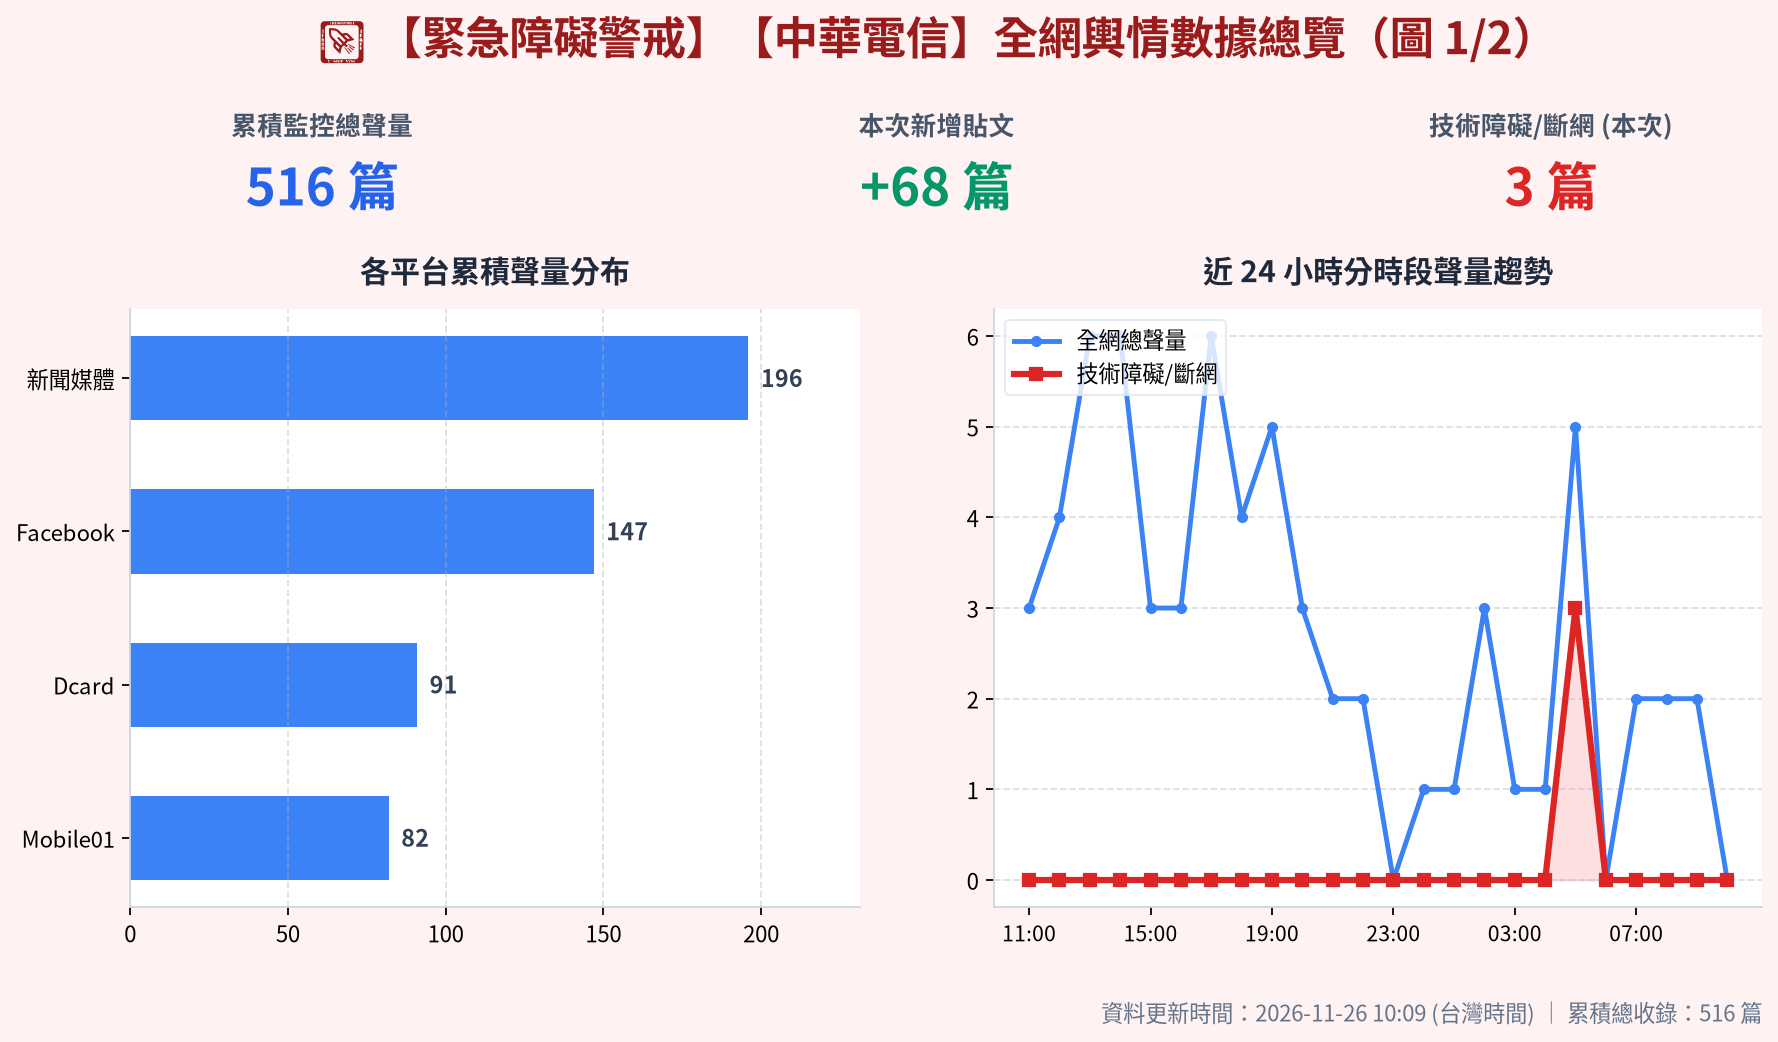 【緊急障礙警戒】【中華電信】全網輿情數據總覽（圖 1/2）
累積監控總聲量
516 篇
本次新增貼文
+68 篇
技術障礙/斷網 (本次)
3 篇
各平台累積聲量分布
新聞媒體
196
Facebook
147
Dcard
91
Mobile01
82
0
50
100
150
200
近 24 小時分時段聲量趨勢
全網總聲量
技術障礙/斷網
6
5
4
3
2
1
0
11:00
15:00
19:00
23:00
03:00
07:00
資料更新時間：2026-11-26 10:09 (台灣時間) ｜ 累積總收錄：516 篇